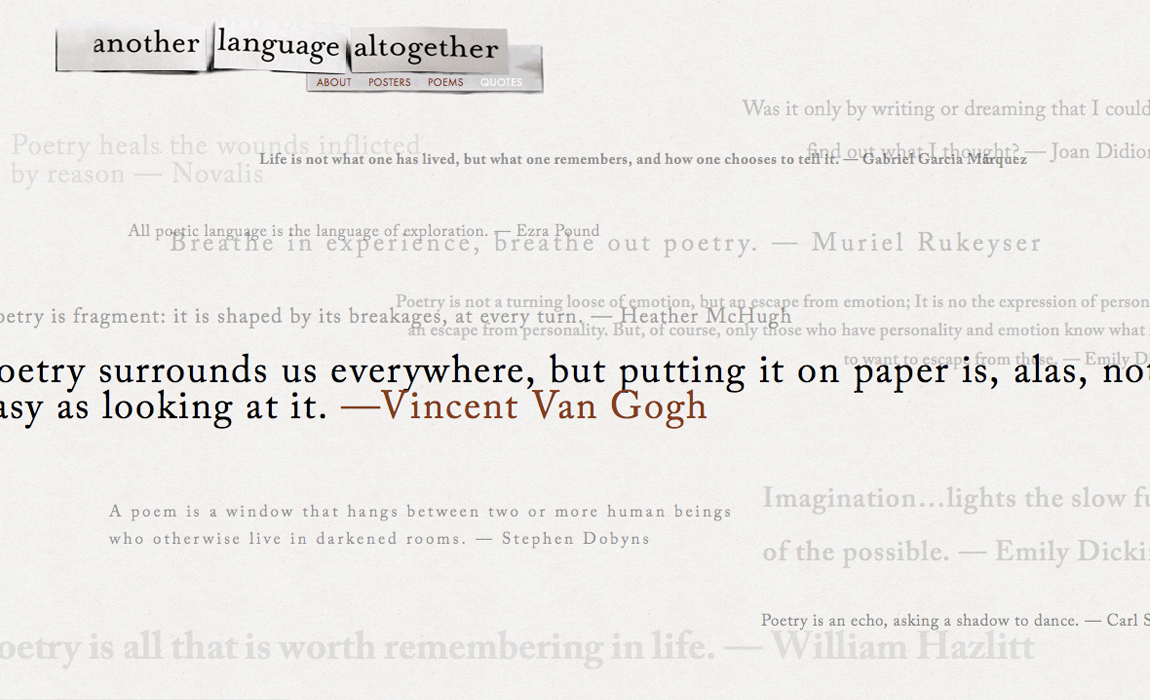 another language altogether
ABOUT POSTERS POEMS QUOTES
Was it only by writing or dreaming that I could
find out what I thought? — Joan Didion
Poetry heals the wounds inflicted
by reason — Novalis
Life is not what one has lived, but what one remembers, and how one chooses to tell it. — Gabriel Garcia Márquez
All poetic language is the language of exploration. — Ezra Pound
Breathe in experience, breathe out poetry. — Muriel Rukeyser
Poetry is not a turning loose of emotion, but an escape from emotion; It is no the expression of person
an escape from personality. But, of course, only those who have personality and emotion know what
to want to escape from these. — Emily D
oetry is fragment: it is shaped by its breakages, at every turn. — Heather McHugh
oetry surrounds us everywhere, but putting it on paper is, alas, not
asy as looking at it. —Vincent Van Gogh
A poem is a window that hangs between two or more human beings
who otherwise live in darkened rooms. — Stephen Dobyns
Imagination…lights the slow fu
of the possible. — Emily Dicki
Poetry is an echo, asking a shadow to dance. — Carl S
oetry is all that is worth remembering in life. — William Hazlitt